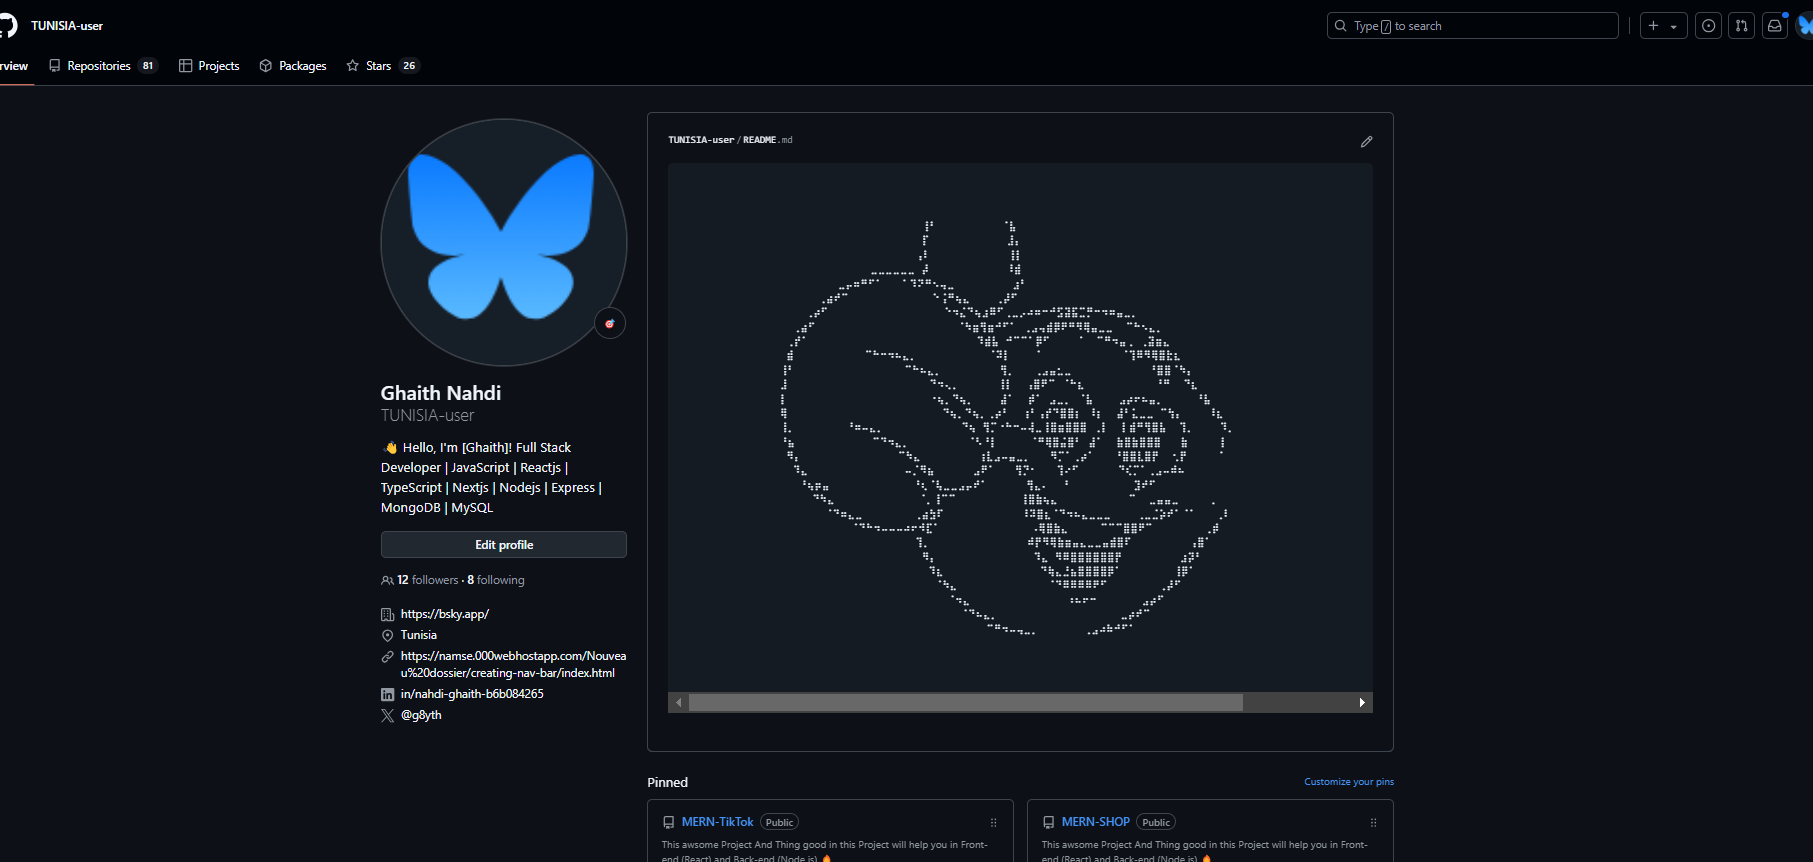 TUNISIA-user
Type / to search
rview
Repositories 81
Projects
Packages
Stars 26
TUNISIA-user/README.md
Ghaith Nahdi
TUNISIA-user
👋 Hello, I'm [Ghaith]! Full Stack
Developer | JavaScript | Reactjs |
TypeScript | Nextjs | Nodejs | Express |
MongoDB | MySQL
Edit profile
12 followers · 8 following
https://bsky.app/
Tunisia
https://namse.000webhostapp.com/Nouvea
u%20dossier/creating-nav-bar/index.html
in/nahdi-ghaith-b6b084265
@g8yth
Pinned
Customize your pins
MERN-TikTok Public
This awsome Project And Thing good in this Project will help you in Front-
end (React) and Back-end (Node js) 🔥
MERN-SHOP Public
This awsome Project And Thing good in this Project will help you in Front-
end (React) and Back-end (Node js) 🔥